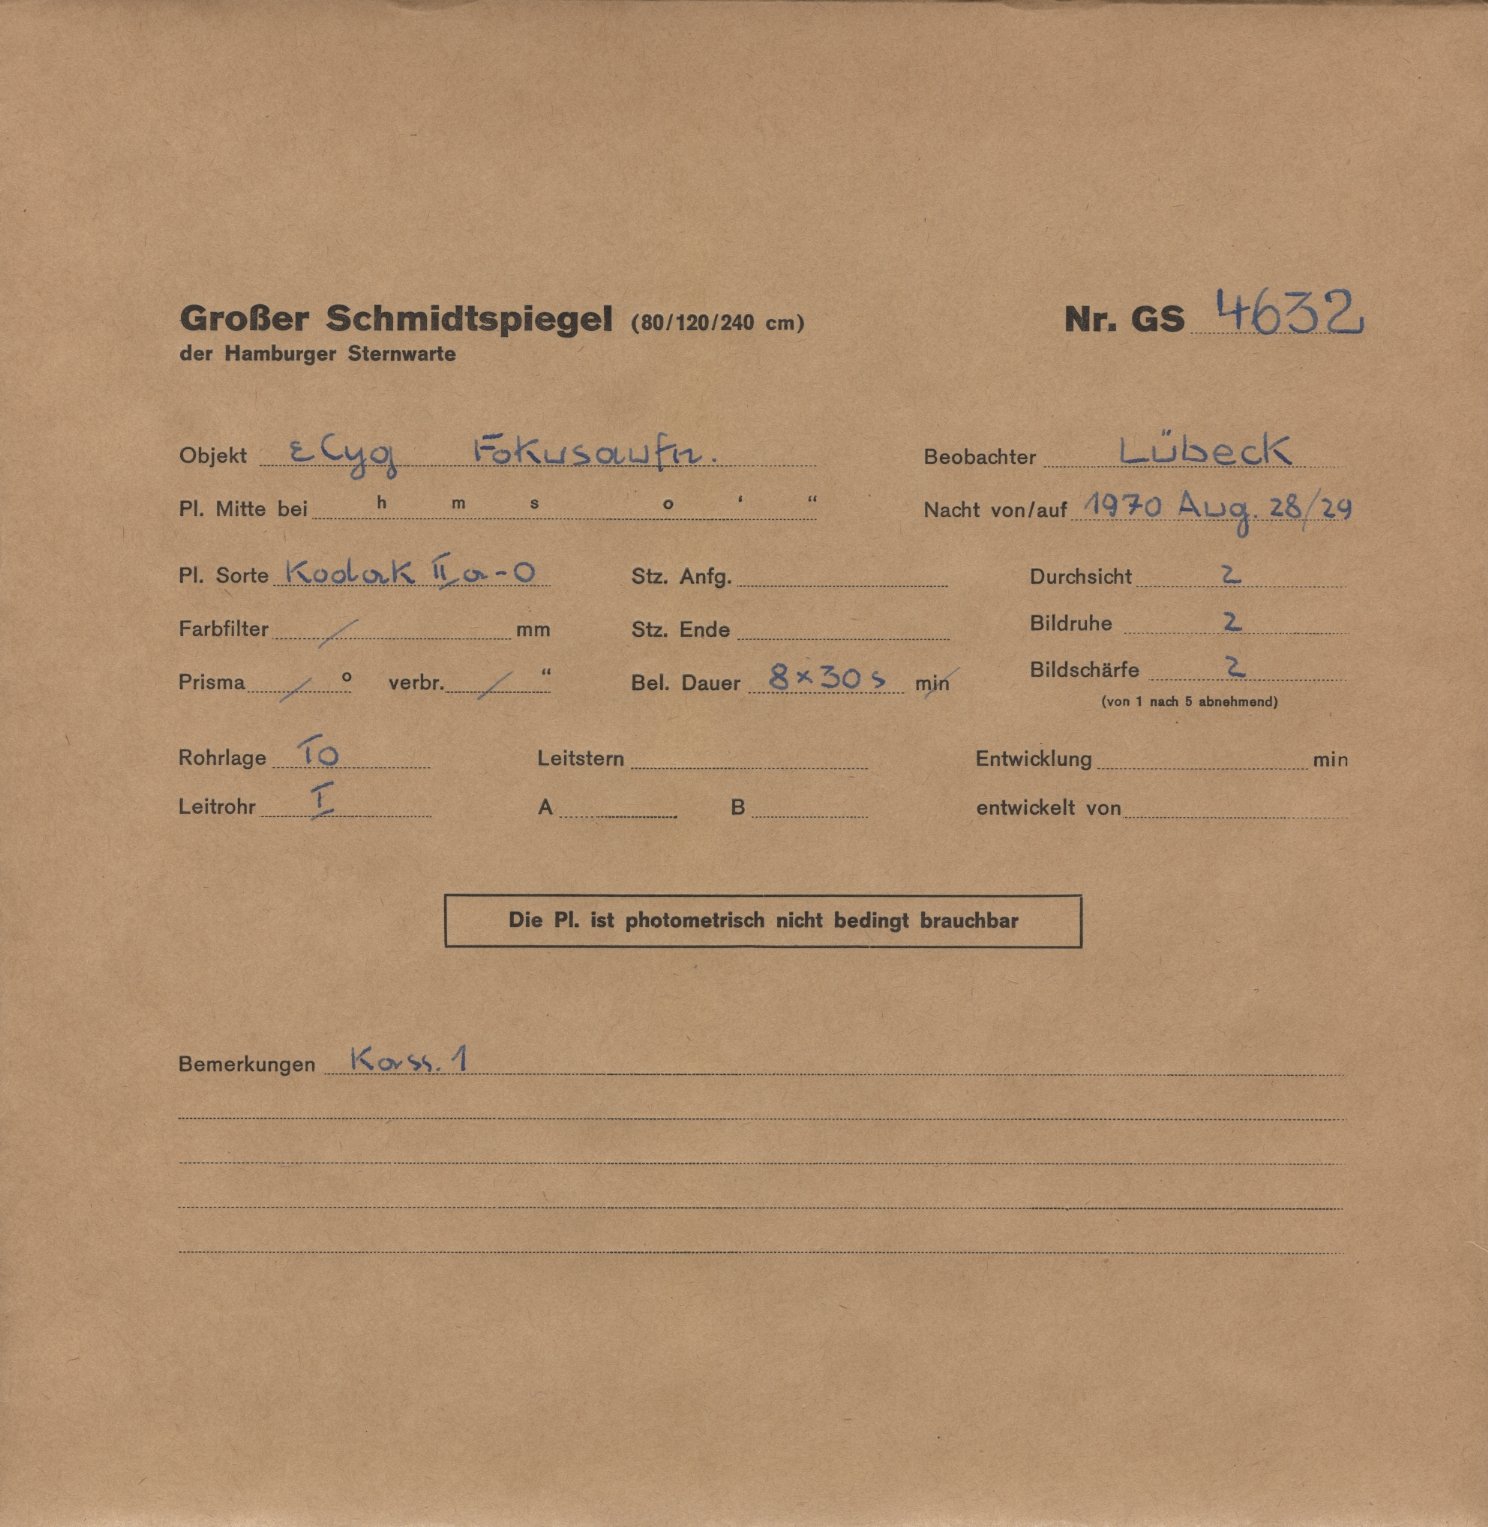 Großer Schmidtspiegel (80/120/240 cm) Nr. GS 4632
der Hamburger Sternwarte
Objekt ε Cyg Fokusaufn. Beobachter Lübeck
Pl. Mitte bei h m s o ‘ “ Nacht von/auf 1970 Aug. 28/29
Pl. Sorte Kodak IIa-O Stz. Anfg. Durchsicht 2
Farbfilter / mm Stz. Ende Bildruhe 2
Prisma / o verbr. / “ Bel. Dauer 8×30s min Bildschärfe 2
(von 1 nach 5 abnehmend)
Rohrlage TO Leitstern Entwicklung min
Leitrohr I A B entwickelt von
Die Pl. ist photometrisch nicht bedingt brauchbar
Bemerkungen Kass. 1